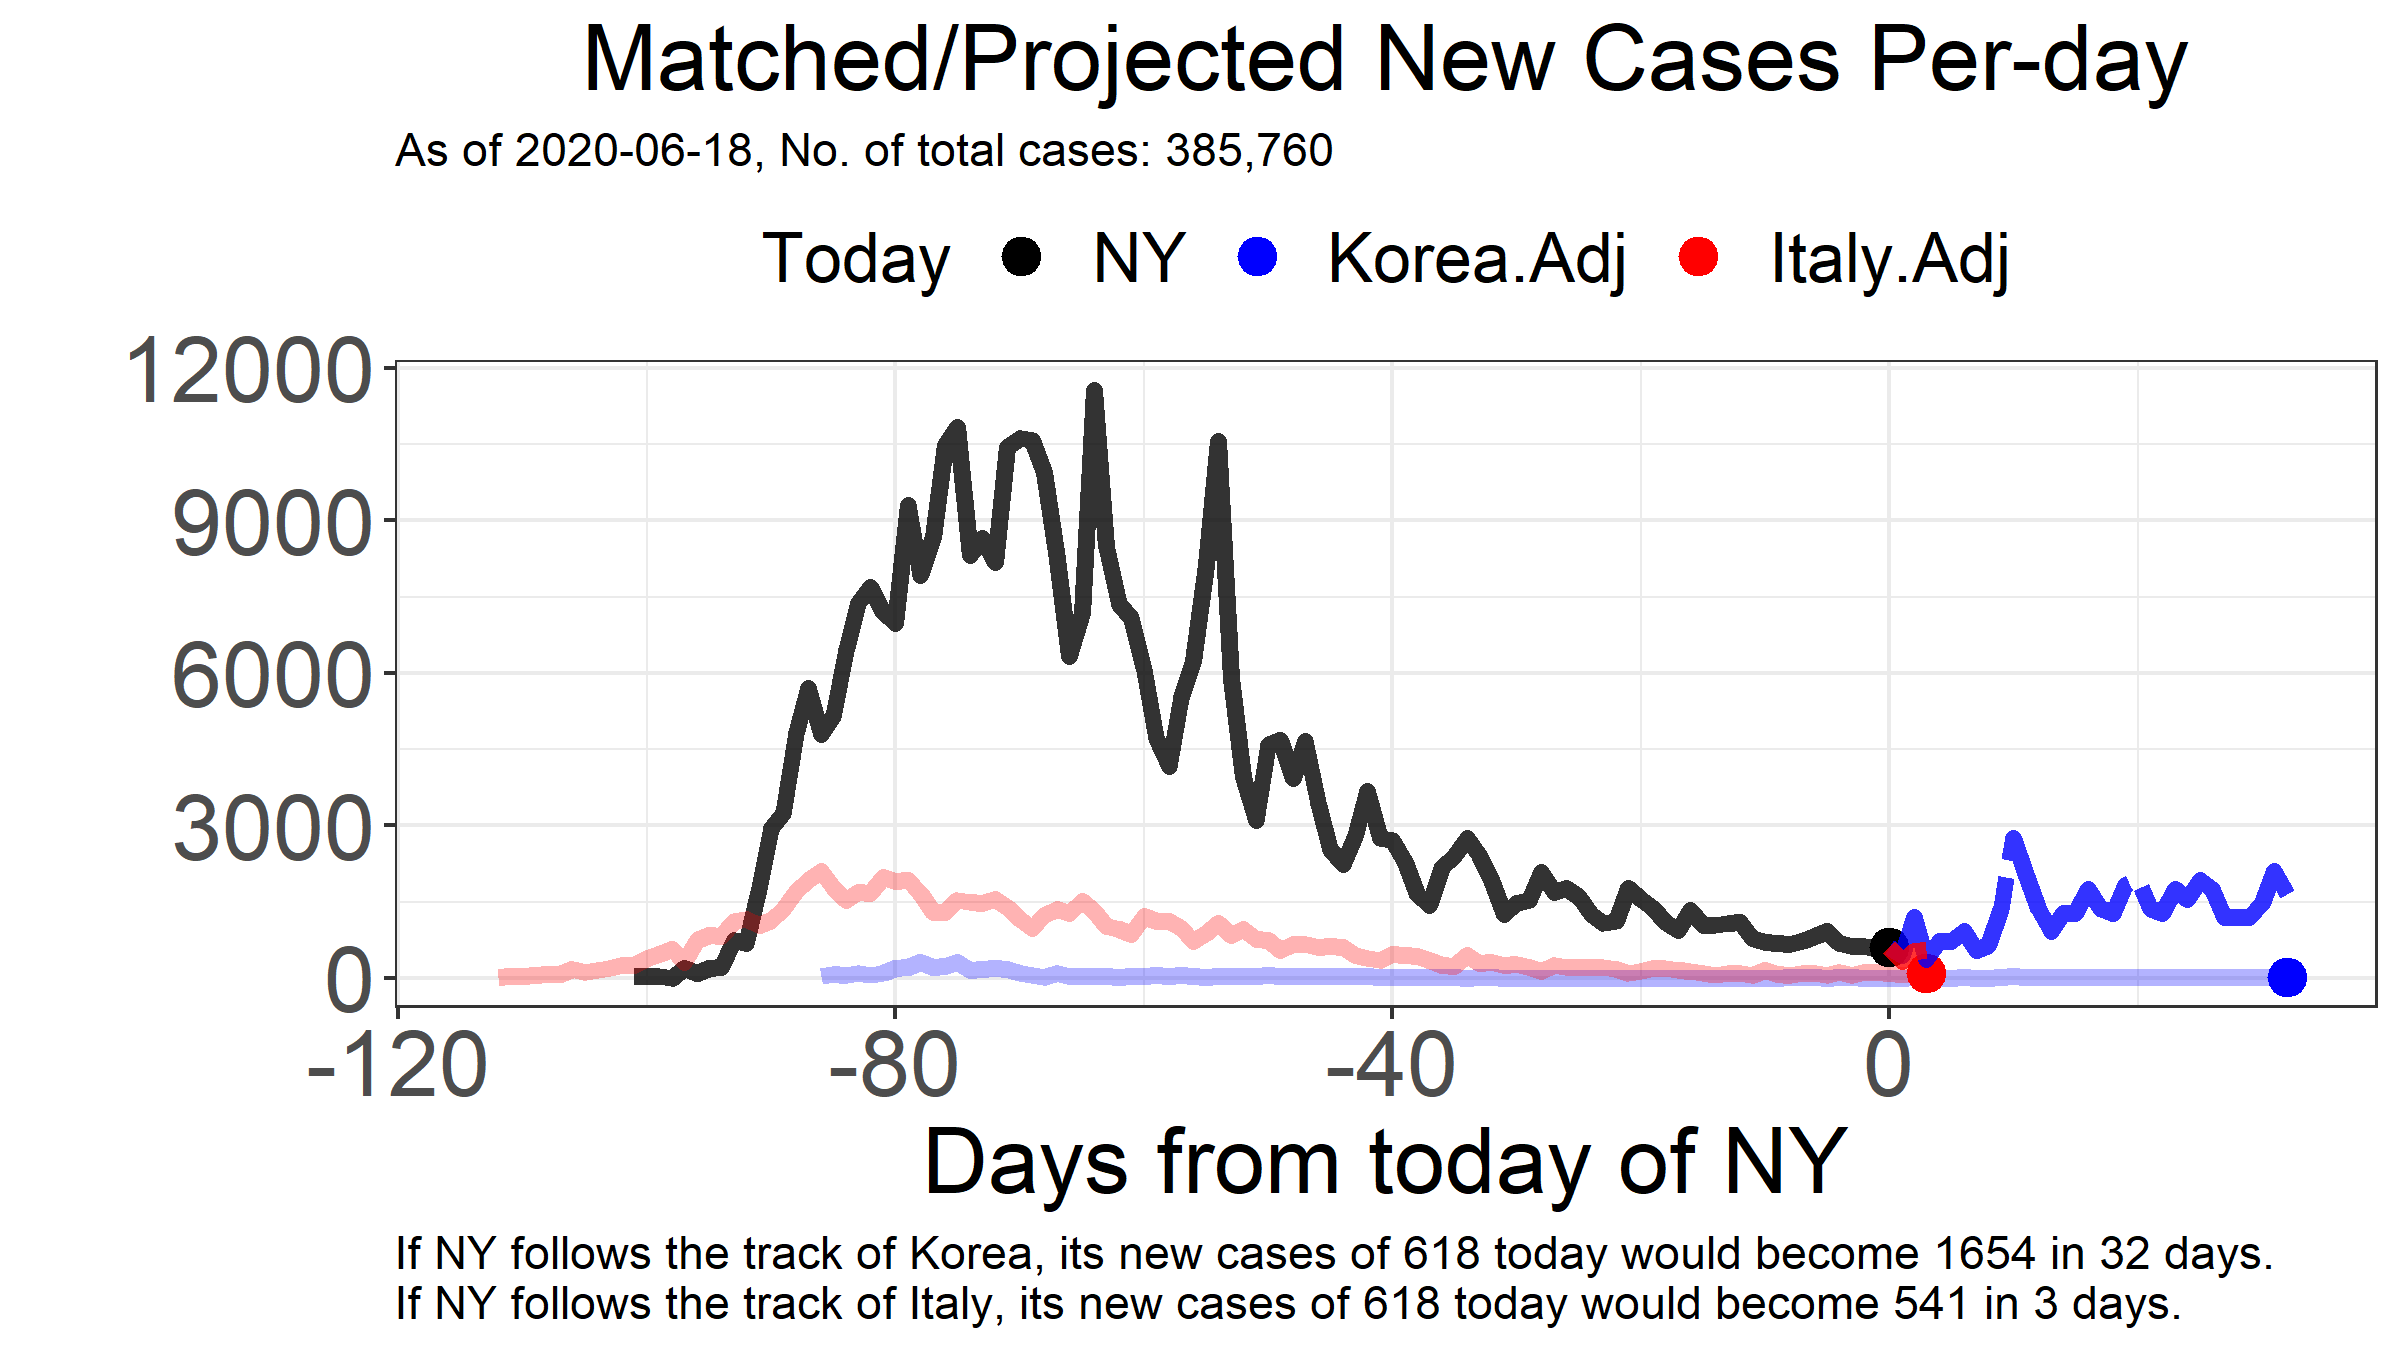 Matched/Projected New Cases Per-day
As of 2020-06-18, No. of total cases: 385,760
Today NY Korea.Adj Italy.Adj
12000
9000
6000
3000
0
-120 -80 -40 0
Days from today of NY
If NY follows the track of Korea, its new cases of 618 today would become 1654 in 32 days.
If NY follows the track of Italy, its new cases of 618 today would become 541 in 3 days.